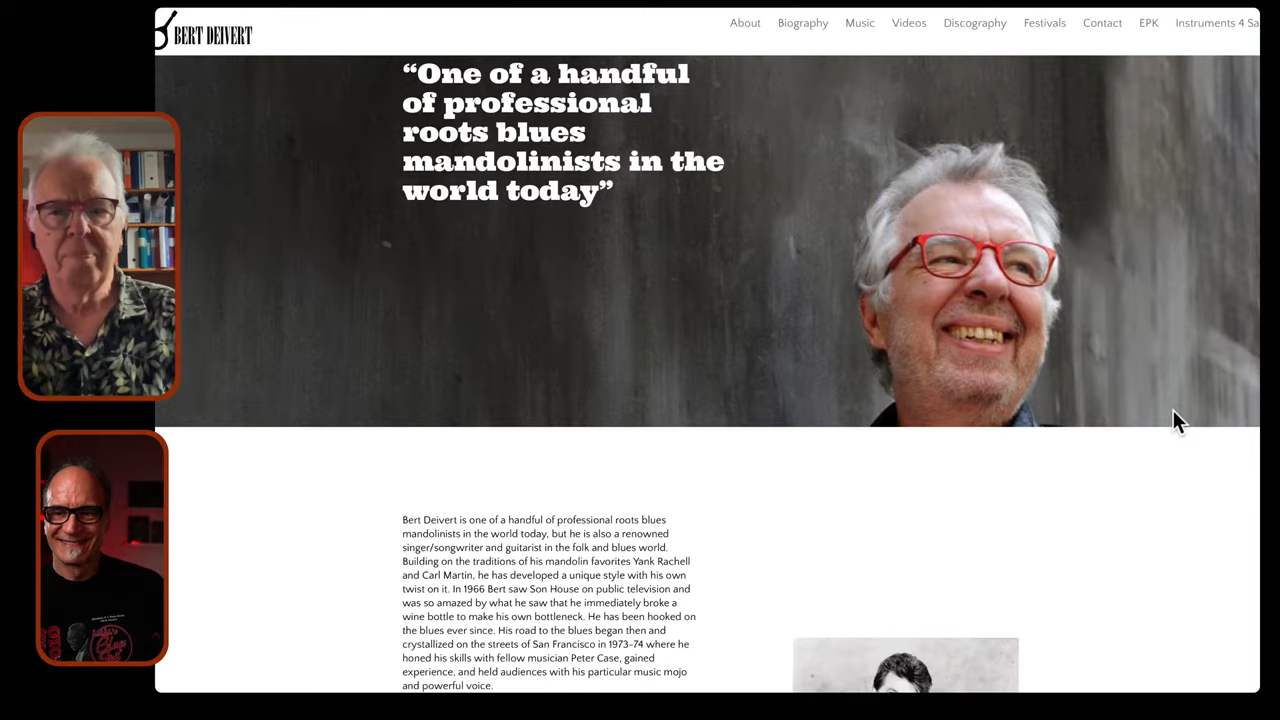 BERT DEIVERT
About Biography Music Videos Discography Festivals Contact EPK Instruments 4 Sa
“One of a handful
of professional
roots blues
mandolinists in the
world today”
Bert Deivert is one of a handful of professional roots blues
mandolinists in the world today, but he is also a renowned
singer/songwriter and guitarist in the folk and blues world.
Building on the traditions of his mandolin favorites Yank Rachell
and Carl Martin, he has developed a unique style with his own
twist on it. In 1966 Bert saw Son House on public television and
was so amazed by what he saw that he immediately broke a
wine bottle to make his own bottleneck. He has been hooked on
the blues ever since. His road to the blues began then and
crystallized on the streets of San Francisco in 1973-74 where he
honed his skills with fellow musician Peter Case, gained
experience, and held audiences with his particular music mojo
and powerful voice.